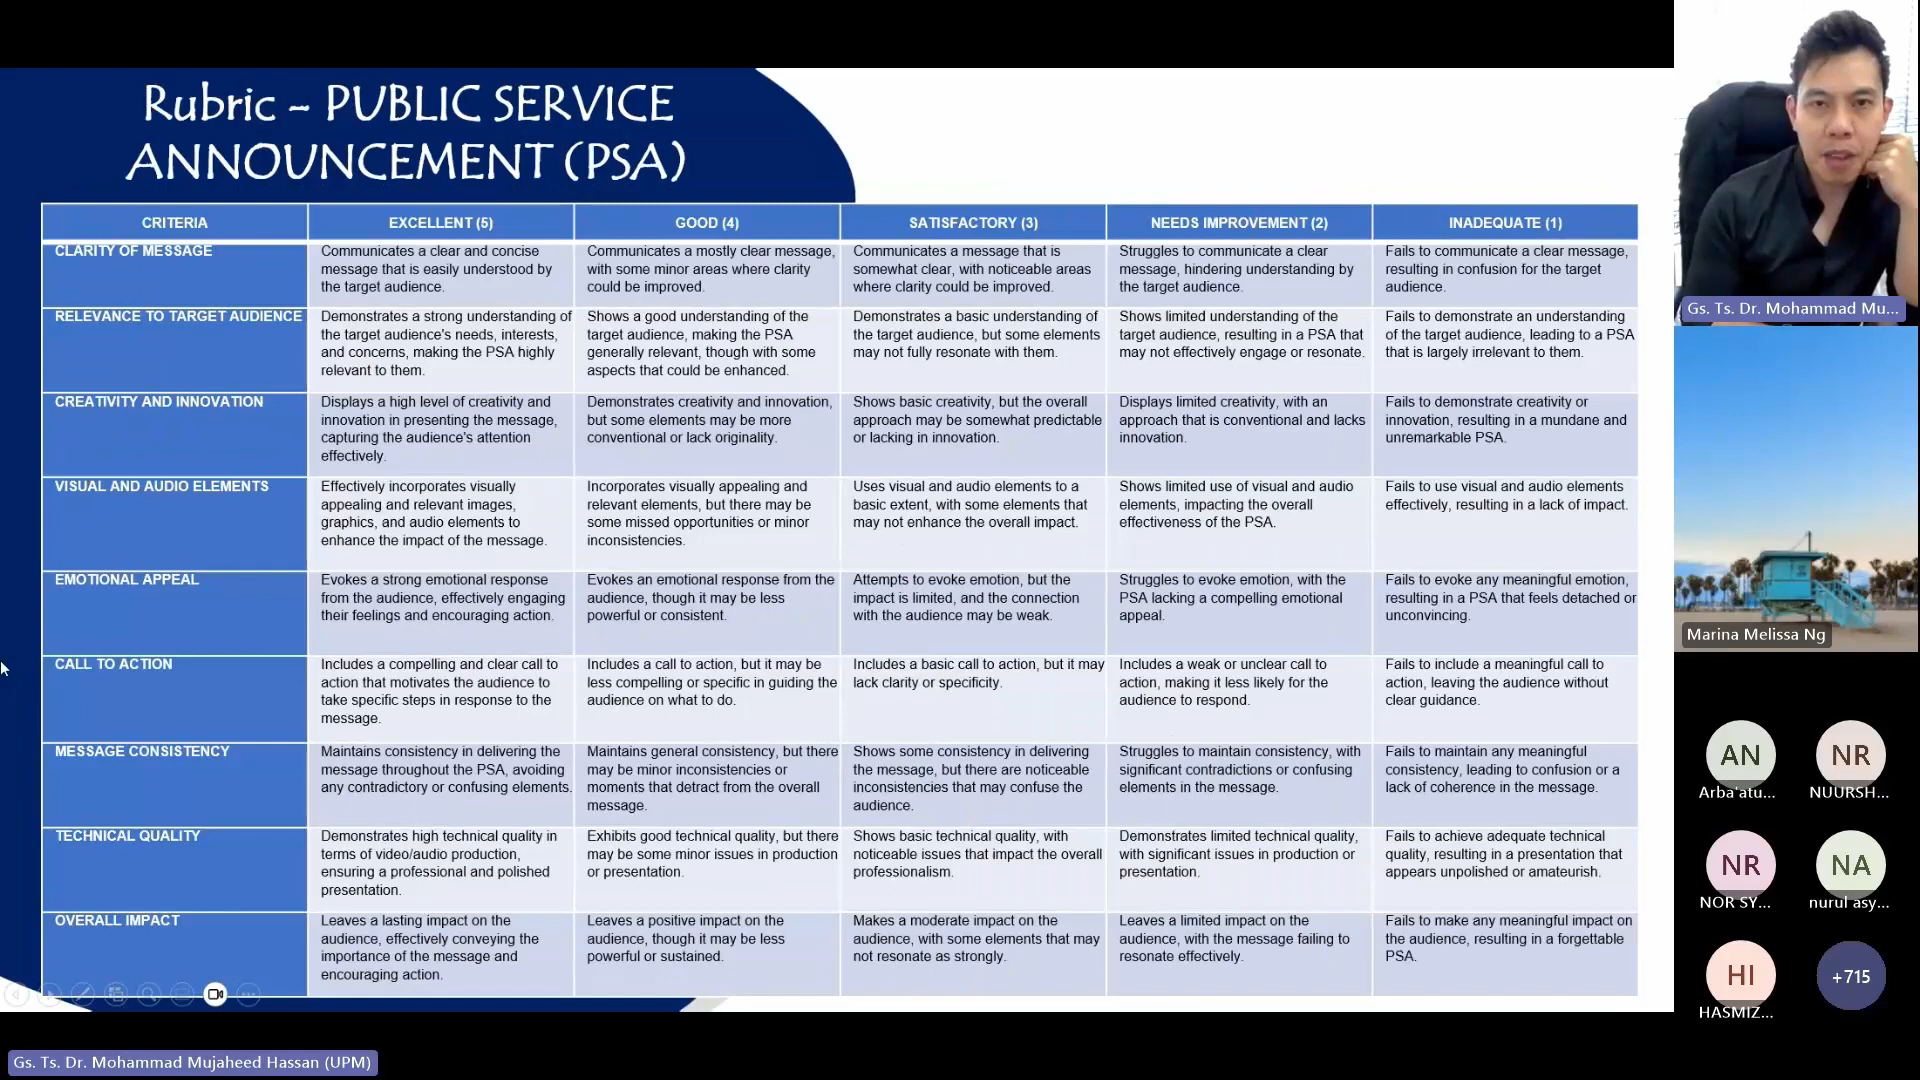 Rubric ~ PUBLIC SERVICE
ANNOUNCEMENT (PSA)
CRITERIA
EXCELLENT (5)
GOOD (4)
SATISFACTORY (3)
NEEDS IMPROVEMENT (2)
INADEQUATE (1)
CLARITY OF MESSAGE
Communicates a clear and concise
message that is easily understood by
the target audience.
Communicates a mostly clear message,
with some minor areas where clarity
could be improved.
Communicates a message that is
somewhat clear, with noticeable areas
where clarity could be improved.
Struggles to communicate a clear
message, hindering understanding by
the target audience.
Fails to communicate a clear message,
resulting in confusion for the target
audience.
RELEVANCE TO TARGET AUDIENCE
Demonstrates a strong understanding of
the target audience's needs, interests,
and concerns, making the PSA highly
relevant to them.
Shows a good understanding of the
target audience, making the PSA
generally relevant, though with some
aspects that could be enhanced.
Demonstrates a basic understanding of
the target audience, but some elements
may not fully resonate with them.
Shows limited understanding of the
target audience, resulting in a PSA that
may not effectively engage or resonate.
Fails to demonstrate an understanding
of the target audience, leading to a PSA
that is largely irrelevant to them.
CREATIVITY AND INNOVATION
Displays a high level of creativity and
innovation in presenting the message,
capturing the audience's attention
effectively.
Demonstrates creativity and innovation,
but some elements may be more
conventional or lack originality.
Shows basic creativity, but the overall
approach may be somewhat predictable
or lacking in innovation.
Displays limited creativity, with an
approach that is conventional and lacks
innovation.
Fails to demonstrate creativity or
innovation, resulting in a mundane and
unremarkable PSA.
VISUAL AND AUDIO ELEMENTS
Effectively incorporates visually
appealing and relevant images,
graphics, and audio elements to
enhance the impact of the message.
Incorporates visually appealing and
relevant elements, but there may be
some missed opportunities or minor
inconsistencies.
Uses visual and audio elements to a
basic extent, with some elements that
may not enhance the overall impact.
Shows limited use of visual and audio
elements, impacting the overall
effectiveness of the PSA.
Fails to use visual and audio elements
effectively, resulting in a lack of impact.
EMOTIONAL APPEAL
Evokes a strong emotional response
from the audience, effectively engaging
their feelings and encouraging action.
Evokes an emotional response from the
audience, though it may be less
powerful or consistent.
Attempts to evoke emotion, but the
impact is limited, and the connection
with the audience may be weak.
Struggles to evoke emotion, with the
PSA lacking a compelling emotional
appeal.
Fails to evoke any meaningful emotion,
resulting in a PSA that feels detached or
unconvincing.
CALL TO ACTION
Includes a compelling and clear call to
action that motivates the audience to
take specific steps in response to the
message.
Includes a call to action, but it may be
less compelling or specific in guiding the
audience on what to do.
Includes a basic call to action, but it may
lack clarity or specificity.
Includes a weak or unclear call to
action, making it less likely for the
audience to respond.
Fails to include a meaningful call to
action, leaving the audience without
clear guidance.
MESSAGE CONSISTENCY
Maintains consistency in delivering the
message throughout the PSA, avoiding
any contradictory or confusing elements.
Maintains general consistency, but there
may be minor inconsistencies or
moments that detract from the overall
message.
Shows some consistency in delivering
the message, but there are noticeable
inconsistencies that may confuse the
audience.
Struggles to maintain consistency, with
significant contradictions or confusing
elements in the message.
Fails to maintain any meaningful
consistency, leading to confusion or a
lack of coherence in the message.
TECHNICAL QUALITY
Demonstrates high technical quality in
terms of video/audio production,
ensuring a professional and polished
presentation.
Exhibits good technical quality, but there
may be some minor issues in production
or presentation.
Shows basic technical quality, with
noticeable issues that impact the overall
professionalism.
Demonstrates limited technical quality,
with significant issues in production or
presentation.
Fails to achieve adequate technical
quality, resulting in a presentation that
appears unpolished or amateurish.
OVERALL IMPACT
Leaves a lasting impact on the
audience, effectively conveying the
importance of the message and
encouraging action.
Leaves a positive impact on the
audience, though it may be less
powerful or sustained.
Makes a moderate impact on the
audience, with some elements that may
not resonate as strongly.
Leaves a limited impact on the
audience, with the message failing to
resonate effectively.
Fails to make any meaningful impact on
the audience, resulting in a forgettable
PSA.
Gs. Ts. Dr. Mohammad Mujaheed Hassan (UPM)
Gs. Ts. Dr. Mohammad Mu...
Marina Melissa Ng
AN
Arba'atu...
NR
NUURSH...
NR
NOR SY...
NA
nurul asy...
HI
HASMIZ...
+715